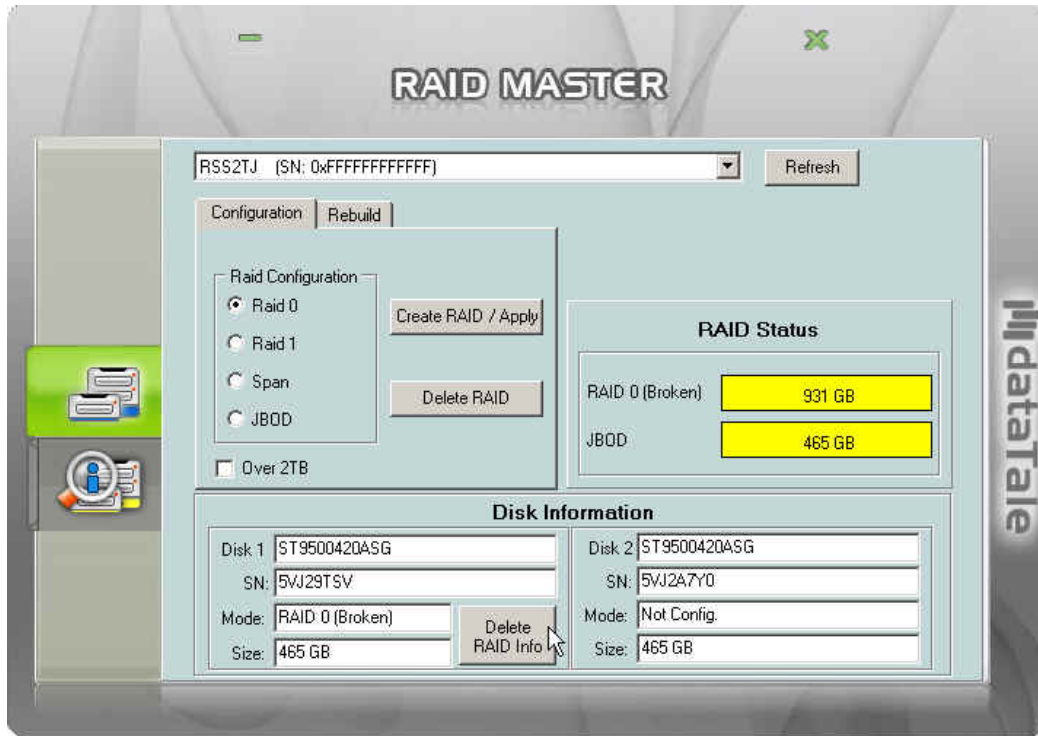 RAID MASTER
RSS2TJ (SN: 0xFFFFFFFFFFFF)
Refresh
Configuration
Rebuild
Raid Configuration
Raid 0
Raid 1
Span
JBOD
Over 2TB
Create RAID / Apply
Delete RAID
RAID Status
RAID 0 (Broken) 931 GB
JBOD 465 GB
Disk Information
Disk 1 ST9500420ASG
SN: 5VJ29TSV
Mode: RAID 0 (Broken)
Size: 465 GB
Delete
RAID Info
Disk 2 ST9500420ASG
SN: 5VJ2A7Y0
Mode: Not Config.
Size: 465 GB
dataTale